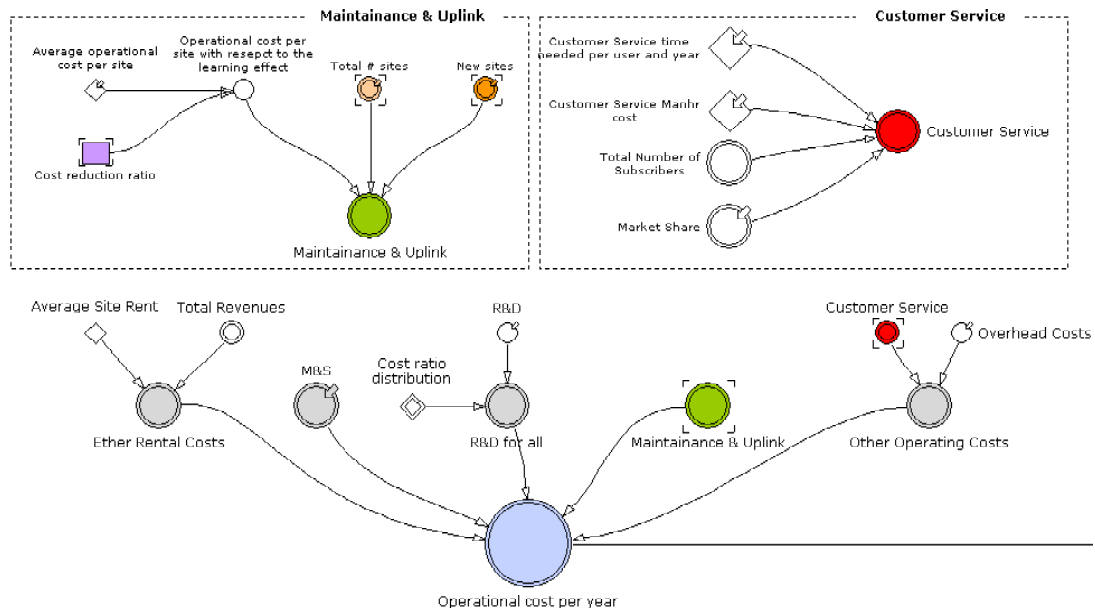 Maintainance & Uplink
Customer Service
Average operational
cost per site
Operational cost per
site with resepct to the
learning effect
Total # sites
New sites
Cost reduction ratio
Maintainance & Uplink
Customer Service time
needed per user and year
Customer Service Manhr
cost
Total Number of
Subscribers
Market Share
Customer Service
Average Site Rent
Total Revenues
R&D
Customer Service
Overhead Costs
M&S
Cost ratio
distribution
Ether Rental Costs
R&D for all
Maintainance & Uplink
Other Operating Costs
Operational cost per year